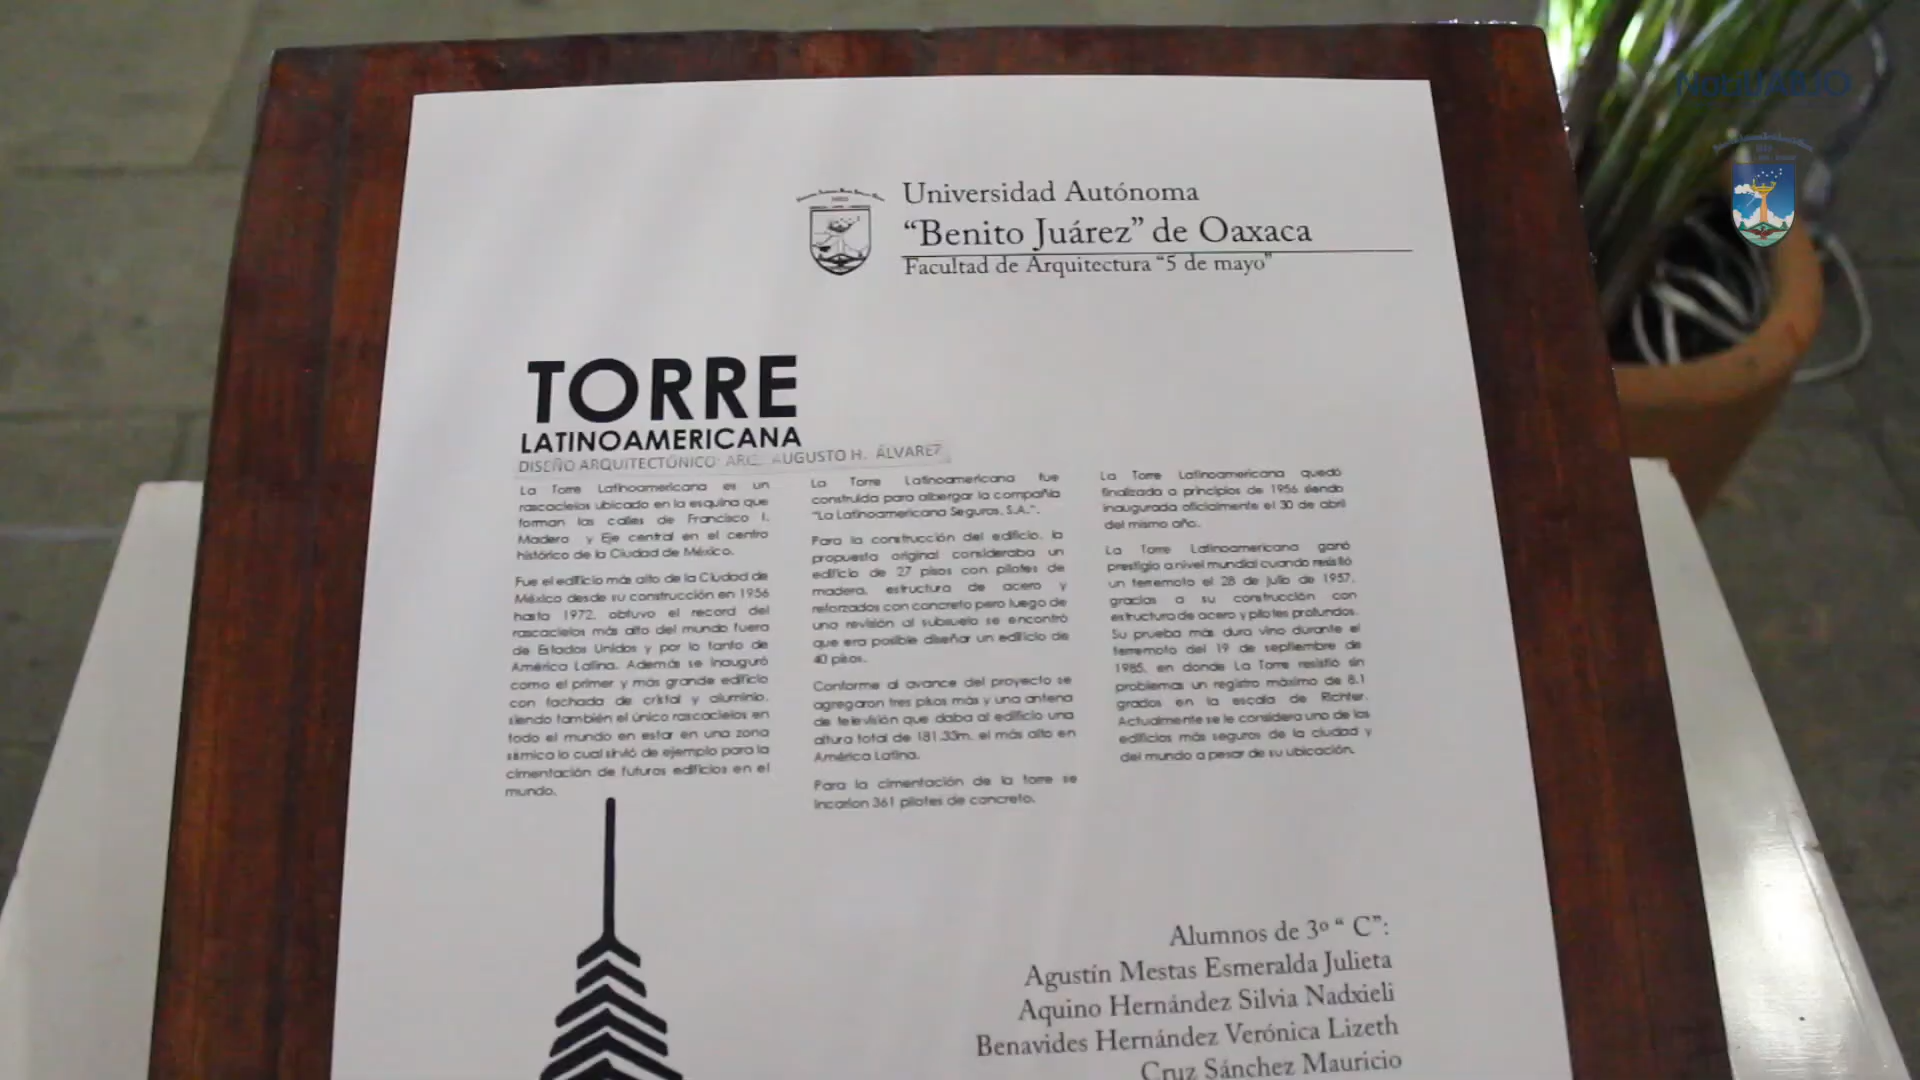 NotiUABJO
Universidad Autónoma
“Benito Juárez” de Oaxaca
Facultad de Arquitectura “5 de mayo”
TORRE
LATINOAMERICANA
DISEÑO ARQUITECTÓNICO: ARQ. AUGUSTO H. ÁLVAREZ
La Torre Latinoamericana es un
rascacielos ubicado en la esquina que
forman las calles de Francisco I.
Madero y Eje central en el centro
histórico de la Ciudad de México.
Fue el edificio más alto de la Ciudad de
México desde su construcción en 1956
hasta 1972, obtuvo el record del
rascacielos más alto del mundo fuera
de Estados Unidos y por lo tanto de
América Latina. Además se inauguró
como el primer y más grande edificio
con fachada de cristal y aluminio,
siendo también el único rascacielos en
todo el mundo en estar en una zona
sísmica lo cual sirvió de ejemplo para la
cimentación de futuros edificios en el
mundo.
La Torre Latinoamericana fue
construida para albergar la compañía
“La Latinoamericana Seguros, S.A.”.
Para la construcción del edificio, la
propuesta original consideraba un
edificio de 27 pisos con pilotes de
madera, estructura de acero y
reforzados con concreto pero luego de
una revisión al subsuelo se encontró
que era posible diseñar un edificio de
40 pisos.
Conforme al avance del proyecto se
agregaron tres pisos más y una antena
de televisión que daba al edificio una
altura total de 181.33m, el más alto en
América Latina.
Para la cimentación de la torre se
incarlon 361 pilotes de concreto.
La Torre Latinoamericana quedó
finalizada a principios de 1956 siendo
inaugurada oficialmente el 30 de abril
del mismo año.
La Torre Latinoamericana ganó
prestigio a nivel mundial cuando resistió
un terremoto el 28 de julio de 1957,
gracias a su construcción con
estructura de acero y pilotes profundos.
Su prueba más dura vino durante el
terremoto del 19 de septiembre de
1985, en donde La Torre resistió sin
problemas un registro máximo de 8.1
grados en la escala de Richter.
Actualmente se le considera uno de los
edificios más seguros de la ciudad y
del mundo a pesar de su ubicación.
Alumnos de 3º “ C”:
Agustín Mestas Esmeralda Julieta
Aquino Hernández Silvia Nadxieli
Benavides Hernández Verónica Lizeth
Cruz Sánchez Mauricio